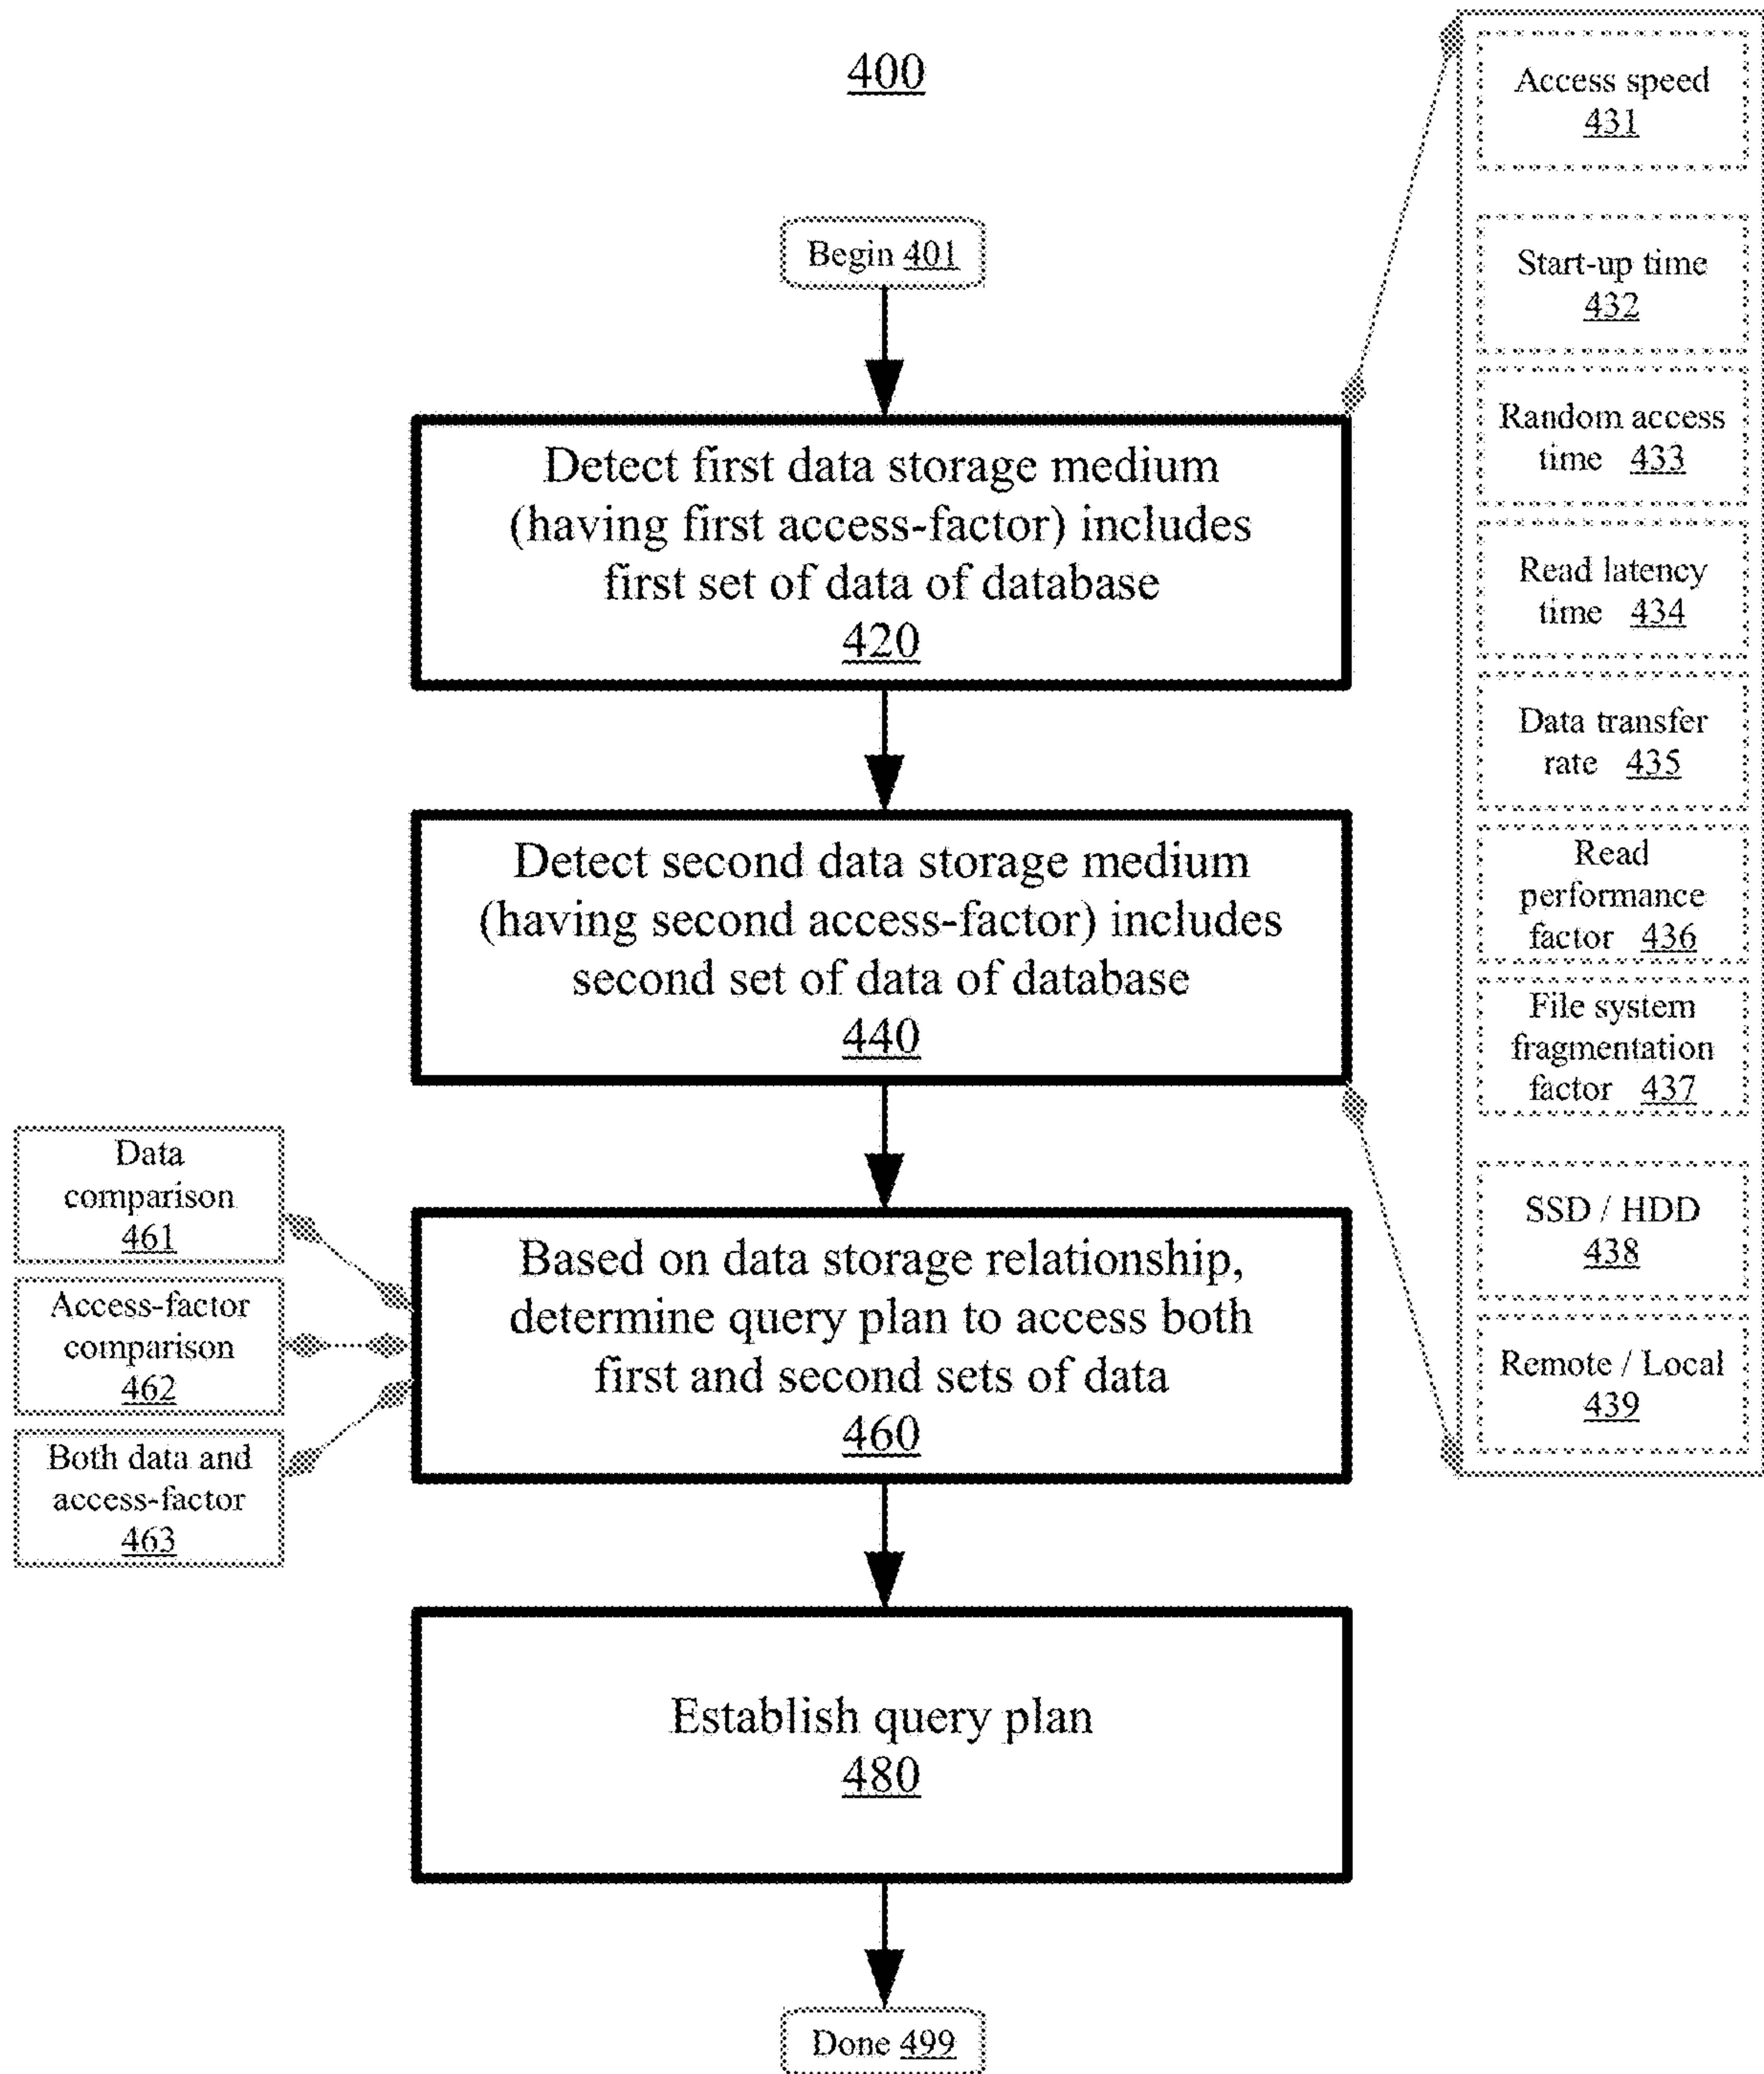 400
Begin 401
Detect first data storage medium
(having first access-factor) includes
first set of data of database
420
Detect second data storage medium
(having second access-factor) includes
second set of data of database
440
Based on data storage relationship,
determine query plan to access both
first and second sets of data
460
Establish query plan
480
Done 499
Data
comparison
461
Access-factor
comparison
462
Both data and
access-factor
463
Access speed
431
Start-up time
432
Random access
time 433
Read latency
time 434
Data transfer
rate 435
Read
performance
factor 436
File system
fragmentation
factor 437
SSD / HDD
438
Remote / Local
439